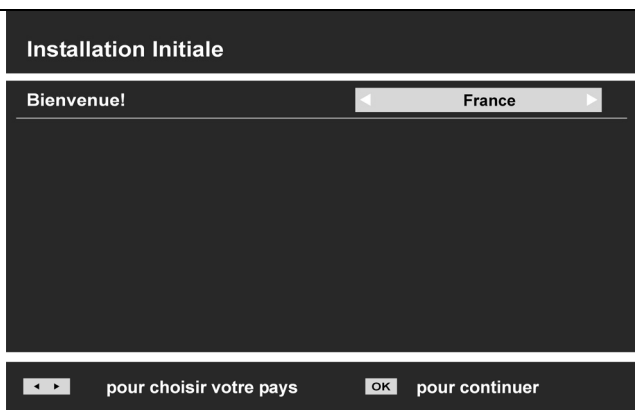 Installation Initiale
Bienvenue! France
pour choisir votre pays OK pour continuer